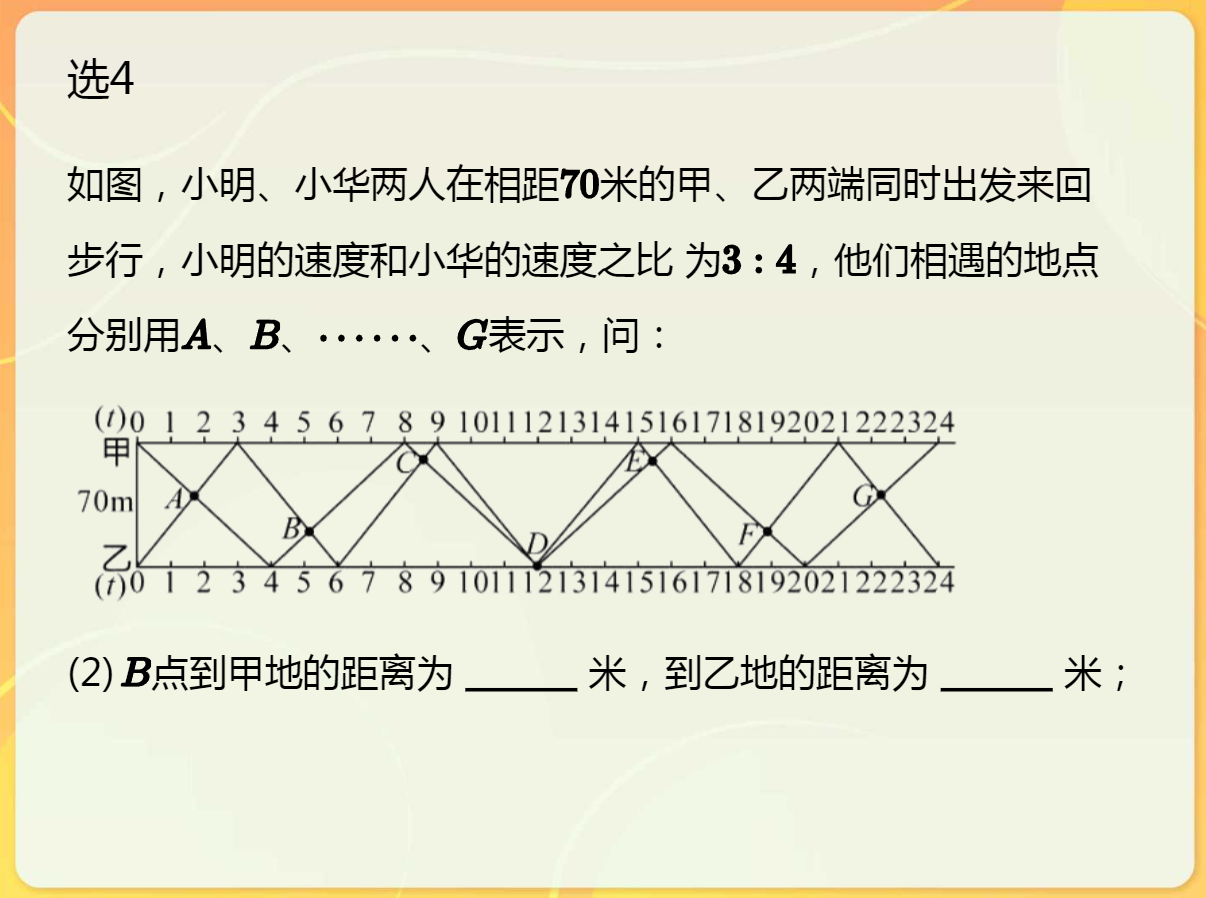 选4
如图，小明、小华两人在相距70米的甲、乙两端同时出发来回
步行，小明的速度和小华的速度之比 为3 : 4，他们相遇的地点
分别用A、B、······、G表示，问：
(t) 0 1 2 3 4 5 6 7 8 9 10 11 12 13 14 15 16 17 18 19 20 21 22 23 24
甲
C E
70m A G
B F
D
乙
(t) 0 1 2 3 4 5 6 7 8 9 10 11 12 13 14 15 16 17 18 19 20 21 22 23 24
(2) B点到甲地的距离为 ______ 米，到乙地的距离为 ______ 米；